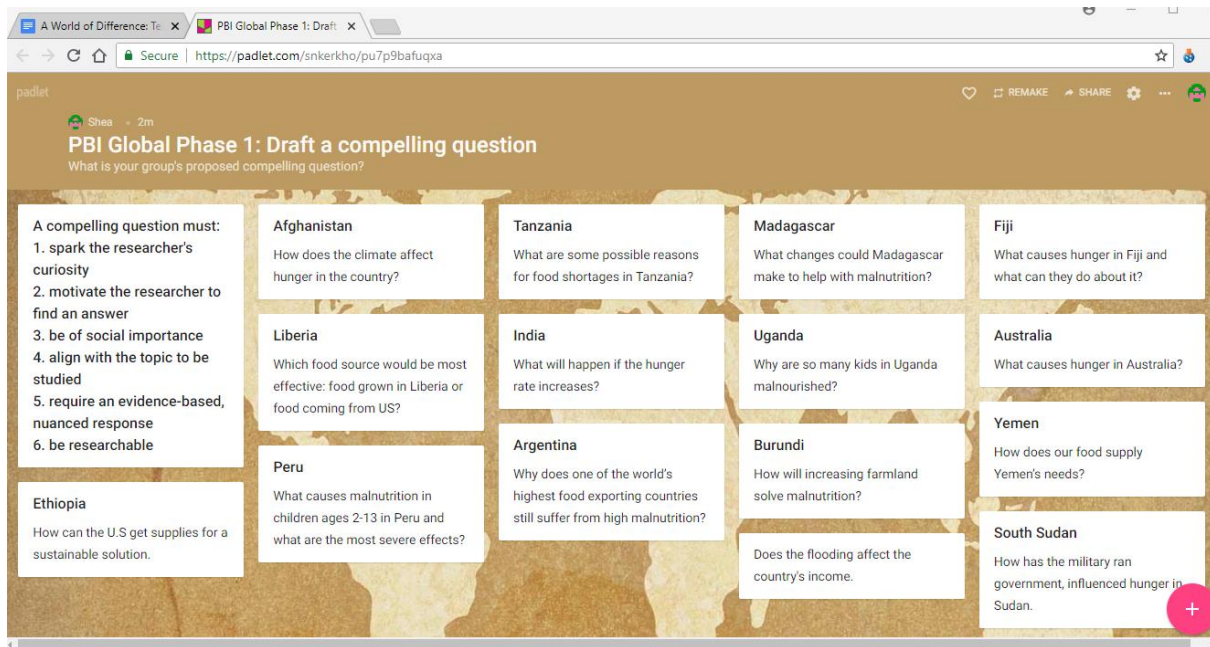 A World of Difference: Te
PBI Global Phase 1: Draft
Secure
https://padlet.com/snkerkho/pu7p9bafuqxa
padlet
REMAKE
SHARE
Shea • 2m
PBI Global Phase 1: Draft a compelling question
What is your group's proposed compelling question?
A compelling question must:
1. spark the researcher's
curiosity
2. motivate the researcher to
find an answer
3. be of social importance
4. align with the topic to be
studied
5. require an evidence-based,
nuanced response
6. be researchable
Ethiopia
How can the U.S get supplies for a
sustainable solution.
Afghanistan
How does the climate affect
hunger in the country?
Liberia
Which food source would be most
effective: food grown in Liberia or
food coming from US?
Peru
What causes malnutrition in
children ages 2-13 in Peru and
what are the most severe effects?
Tanzania
What are some possible reasons
for food shortages in Tanzania?
India
What will happen if the hunger
rate increases?
Argentina
Why does one of the world's
highest food exporting countries
still suffer from high malnutrition?
Madagascar
What changes could Madagascar
make to help with malnutrition?
Uganda
Why are so many kids in Uganda
malnourished?
Burundi
How will increasing farmland
solve malnutrition?
Does the flooding affect the
country's income.
Fiji
What causes hunger in Fiji and
what can they do about it?
Australia
What causes hunger in Australia?
Yemen
How does our food supply
Yemen's needs?
South Sudan
How has the military ran
government, influenced hunger in
Sudan.